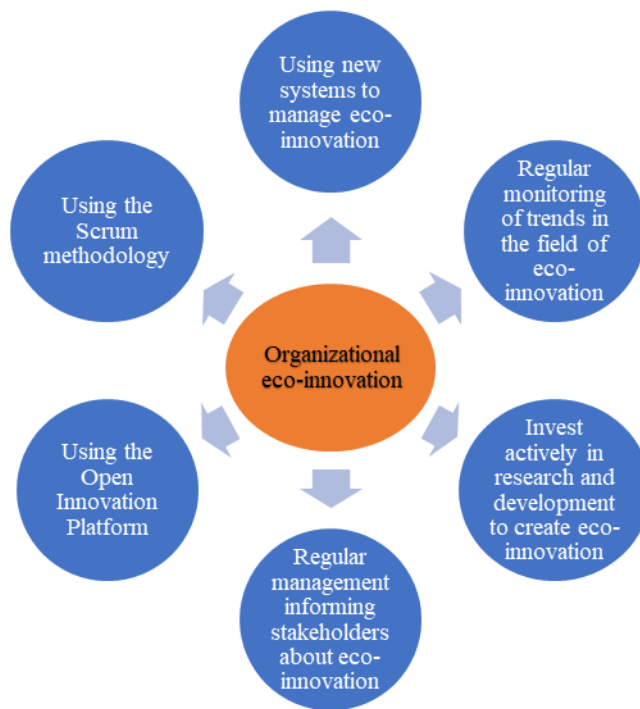 Using new
systems to
manage eco-
innovation
Regular
monitoring
of trends in
the field of
eco-
innovation
Invest
actively in
research and
development
to create eco-
innovation
Regular
management
informing
stakeholders
about eco-
innovation
Using the
Open
Innovation
Platform
Using the
Scrum
methodology
Organizational
eco-innovation